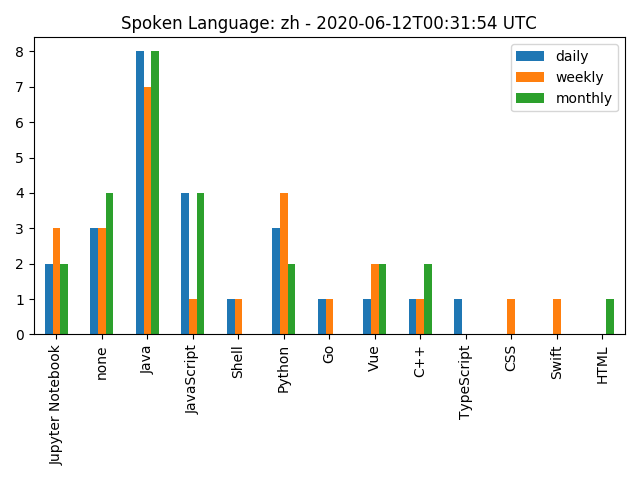 Spoken Language: zh - 2020-06-12T00:31:54 UTC
daily
weekly
monthly
8
7
6
5
4
3
2
1
0
Jupyter Notebook
none
Java
JavaScript
Shell
Python
Go
Vue
C++
TypeScript
CSS
Swift
HTML